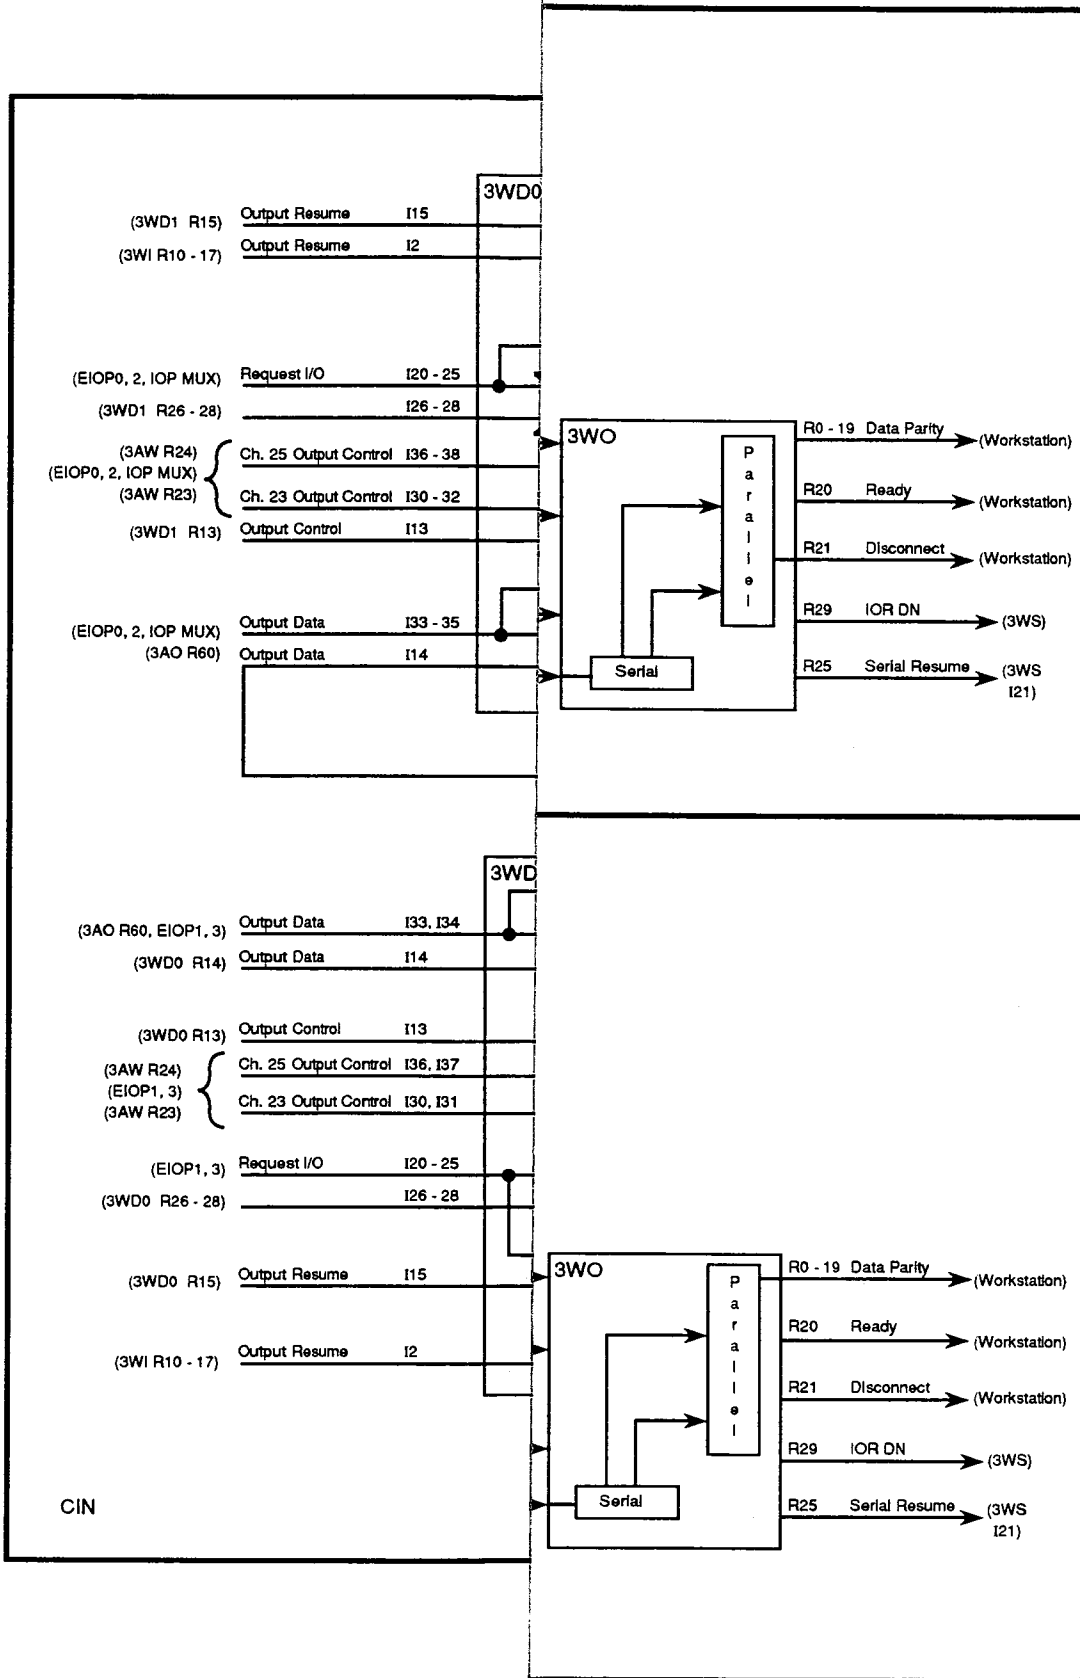 3WD0
(3WD1 R15) Output Resume I15
(3WI R10 - 17) Output Resume I2
(EIOP0, 2, IOP MUX) Request I/O I20 - 25
(3WD1 R26 - 28) I26 - 28
(3AW R24) Ch. 25 Output Control I36 - 38
(EIOP0, 2, IOP MUX)
(3AW R23) Ch. 23 Output Control I30 - 32
(3WD1 R13) Output Control I13
(EIOP0, 2, IOP MUX) Output Data I33 - 35
(3AO R60) Output Data I14
3WO
Parallel
Serial
R0 - 19 Data Parity (Workstation)
R20 Ready (Workstation)
R21 Disconnect (Workstation)
R29 IOR DN (3WS)
R25 Serial Resume (3WS
I21)
3WD
(3AO R60, EIOP1, 3) Output Data I33, I34
(3WD0 R14) Output Data I14
(3WD0 R13) Output Control I13
(3AW R24) Ch. 25 Output Control I36, I37
(EIOP1, 3)
(3AW R23) Ch. 23 Output Control I30, I31
(EIOP1, 3) Request I/O I20 - 25
(3WD0 R26 - 28) I26 - 28
(3WD0 R15) Output Resume I15
(3WI R10 - 17) Output Resume I2
CIN
3WO
Parallel
Serial
R0 - 19 Data Parity (Workstation)
R20 Ready (Workstation)
R21 Disconnect (Workstation)
R29 IOR DN (3WS)
R25 Serial Resume (3WS
I21)